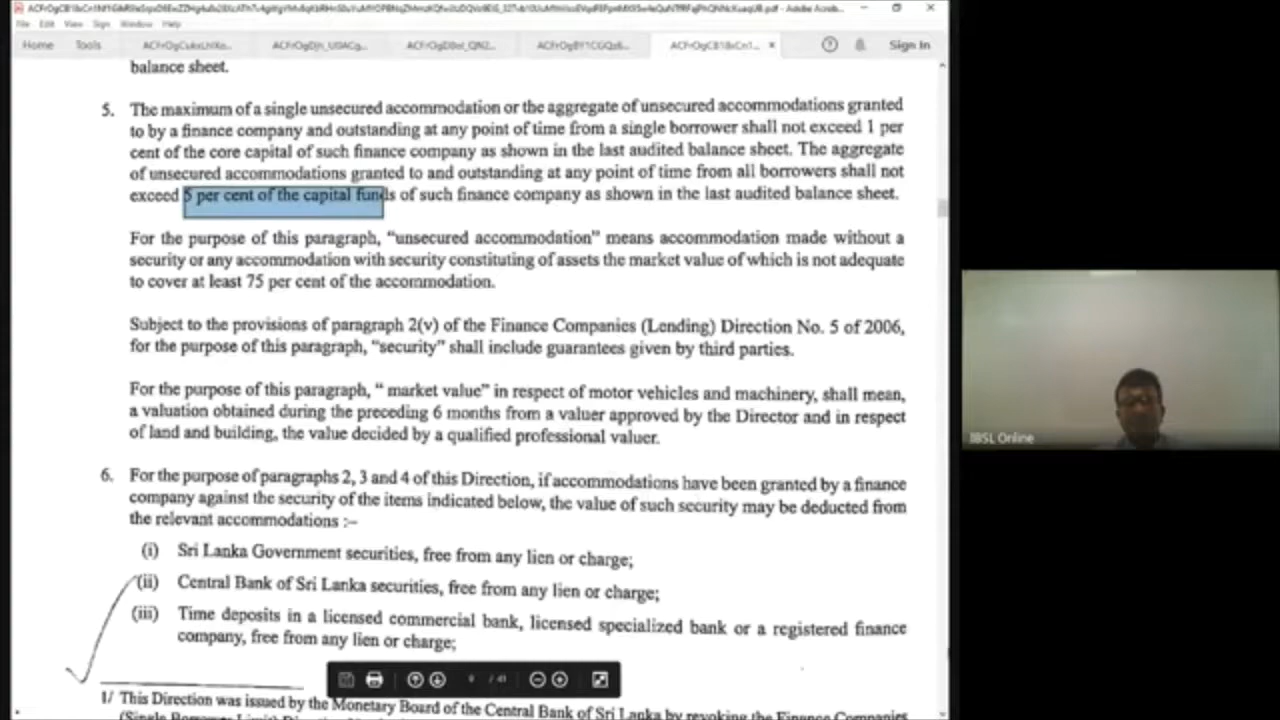 - Adobe Acrob...
File Edit View Sign Window Help
Home Tools Sign In
balance sheet.
5. The maximum of a single unsecured accommodation or the aggregate of unsecured accommodations granted
to by a finance company and outstanding at any point of time from a single borrower shall not exceed 1 per
cent of the core capital of such finance company as shown in the last audited balance sheet. The aggregate
of unsecured accommodations granted to and outstanding at any point of time from all borrowers shall not
exceed 5 per cent of the capital funds of such finance company as shown in the last audited balance sheet.
For the purpose of this paragraph, “unsecured accommodation” means accommodation made without a
security or any accommodation with security constituting of assets the market value of which is not adequate
to cover at least 75 per cent of the accommodation.
Subject to the provisions of paragraph 2(v) of the Finance Companies (Lending) Direction No. 5 of 2006,
for the purpose of this paragraph, “security” shall include guarantees given by third parties.
For the purpose of this paragraph, “ market value” in respect of motor vehicles and machinery, shall mean,
a valuation obtained during the preceding 6 months from a valuer approved by the Director and in respect
of land and building, the value decided by a qualified professional valuer.
6. For the purpose of paragraphs 2, 3 and 4 of this Direction, if accommodations have been granted by a finance
company against the security of the items indicated below, the value of such security may be deducted from
the relevant accommodations :–
(i) Sri Lanka Government securities, free from any lien or charge;
(ii) Central Bank of Sri Lanka securities, free from any lien or charge;
(iii) Time deposits in a licensed commercial bank, licensed specialized bank or a registered finance
company, free from any lien or charge;
1/ This Direction was issued by the Monetary Board of the Central Bank of Sri Lanka by revoking the Finance Companies
IBSL Online